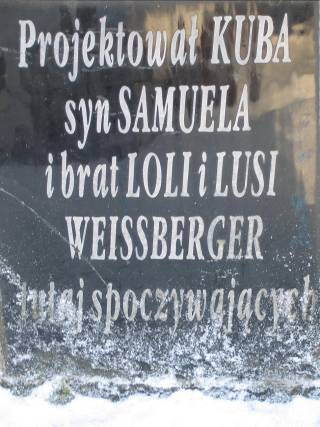 Projektował KUBA
syn SAMUELA
i brat LOLI i LUSI
WEISSBERGER
tutaj spoczywających